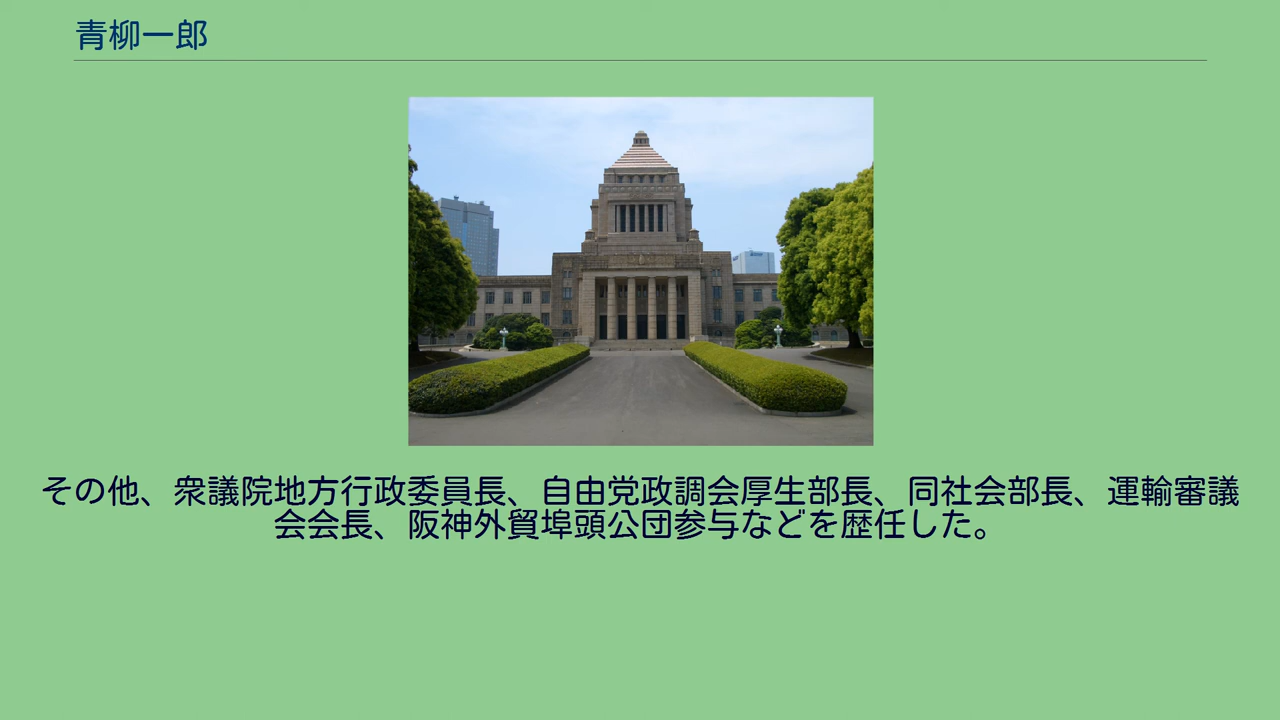 青柳一郎
その他、衆議院地方行政委員長、自由党政調会厚生部長、同社会部長、運輸審議
会会長、阪神外貿埠頭公団参与などを歴任した。